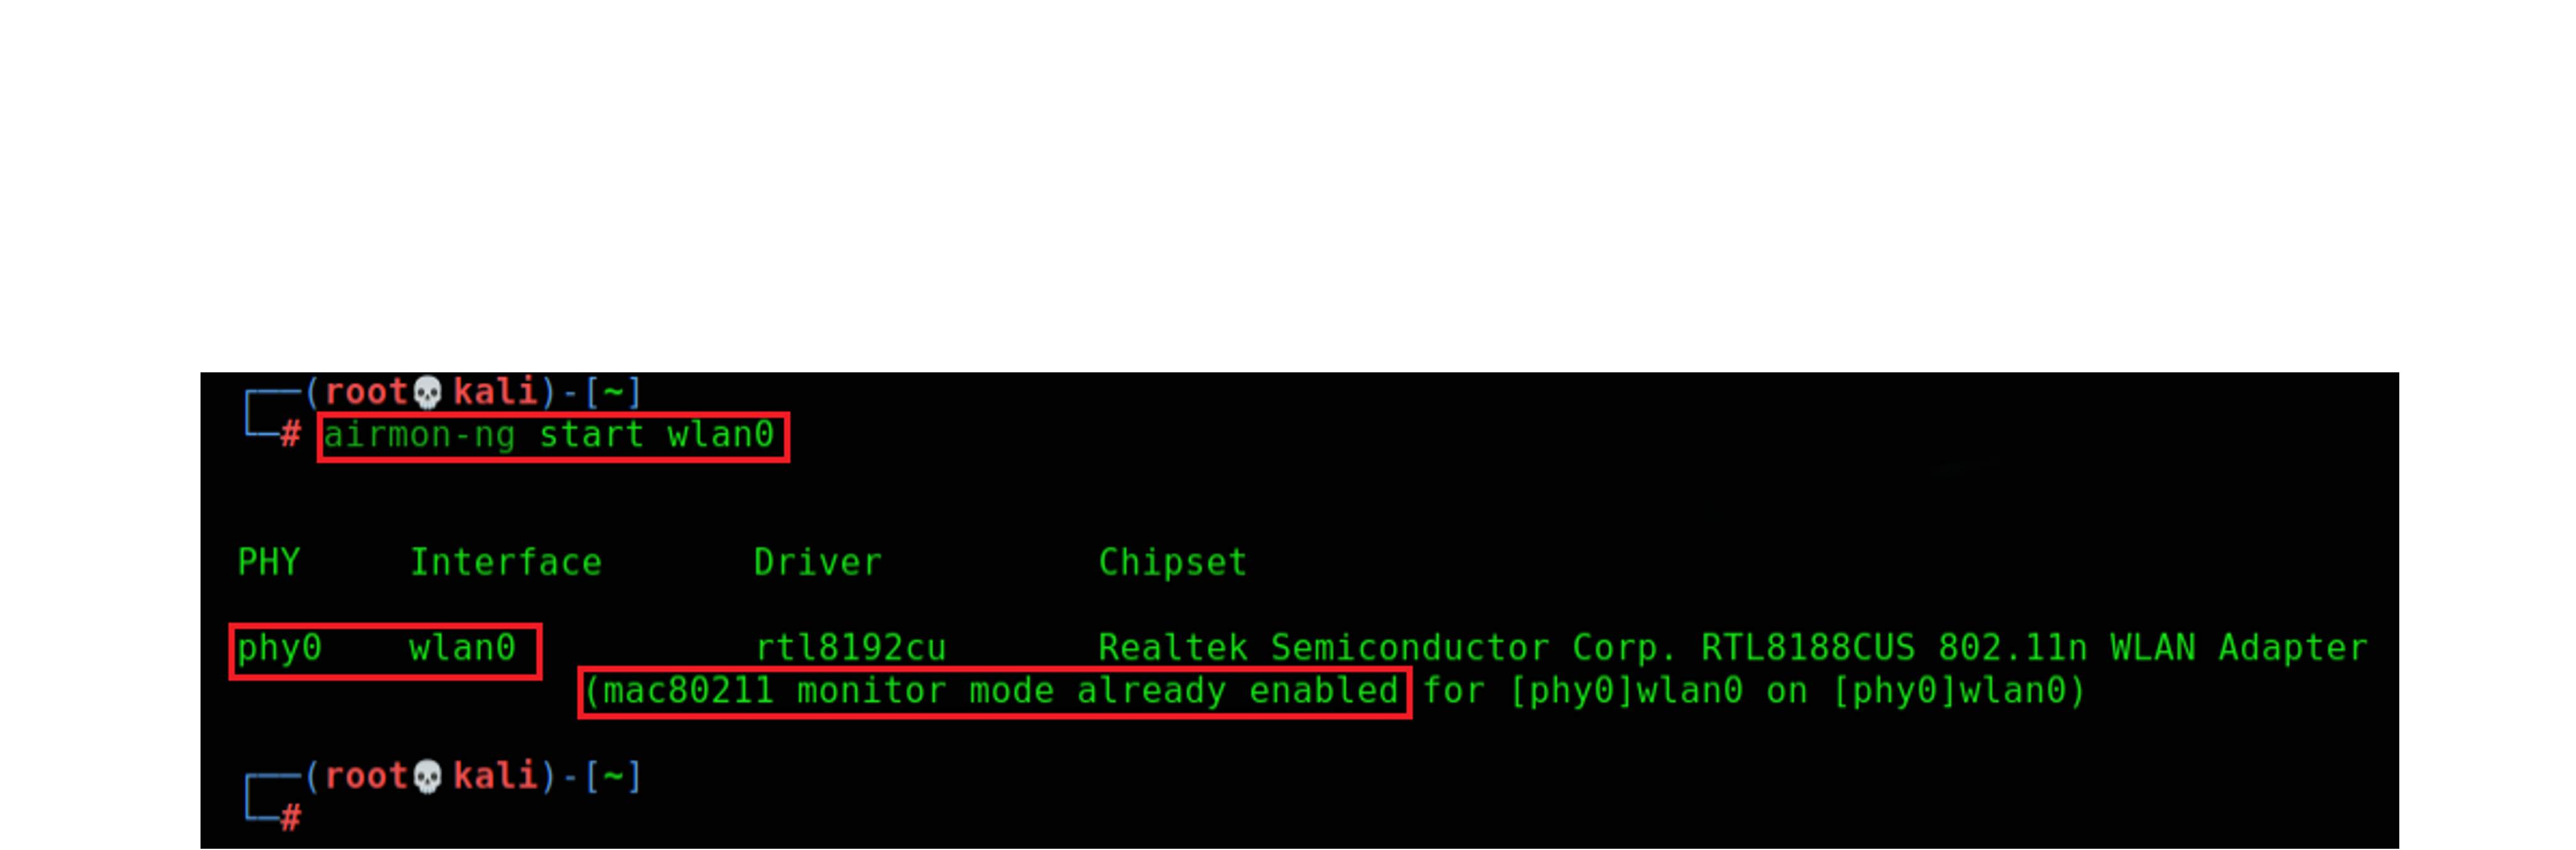 ┌──(root💀kali)-[~]
└─# airmon-ng start wlan0
PHY Interface Driver Chipset
phy0 wlan0 rtl8192cu Realtek Semiconductor Corp. RTL8188CUS 802.11n WLAN Adapter
(mac80211 monitor mode already enabled for [phy0]wlan0 on [phy0]wlan0)
┌──(root💀kali)-[~]
└─#